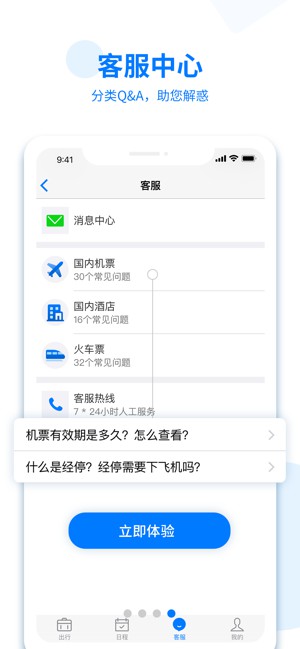 客服中心
分类Q&A，助您解惑
9:41
客服
消息中心
国内机票
30个常见问题
国内酒店
16个常见问题
火车票
32个常见问题
客服热线
7 * 24小时人工服务
机票有效期是多久？怎么查看？
什么是经停？经停需要下飞机吗？
立即体验
出行 日程 客服 我的